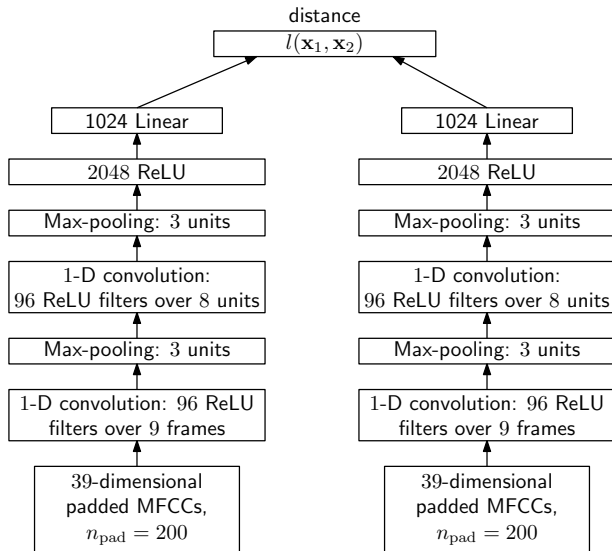 distance
l(x₁, x₂)
1024 Linear
2048 ReLU
Max-pooling: 3 units
1-D convolution:
96 ReLU filters over 8 units
Max-pooling: 3 units
1-D convolution: 96 ReLU
filters over 9 frames
39-dimensional
padded MFCCs,
n_pad = 200
1024 Linear
2048 ReLU
Max-pooling: 3 units
1-D convolution:
96 ReLU filters over 8 units
Max-pooling: 3 units
1-D convolution: 96 ReLU
filters over 9 frames
39-dimensional
padded MFCCs,
n_pad = 200